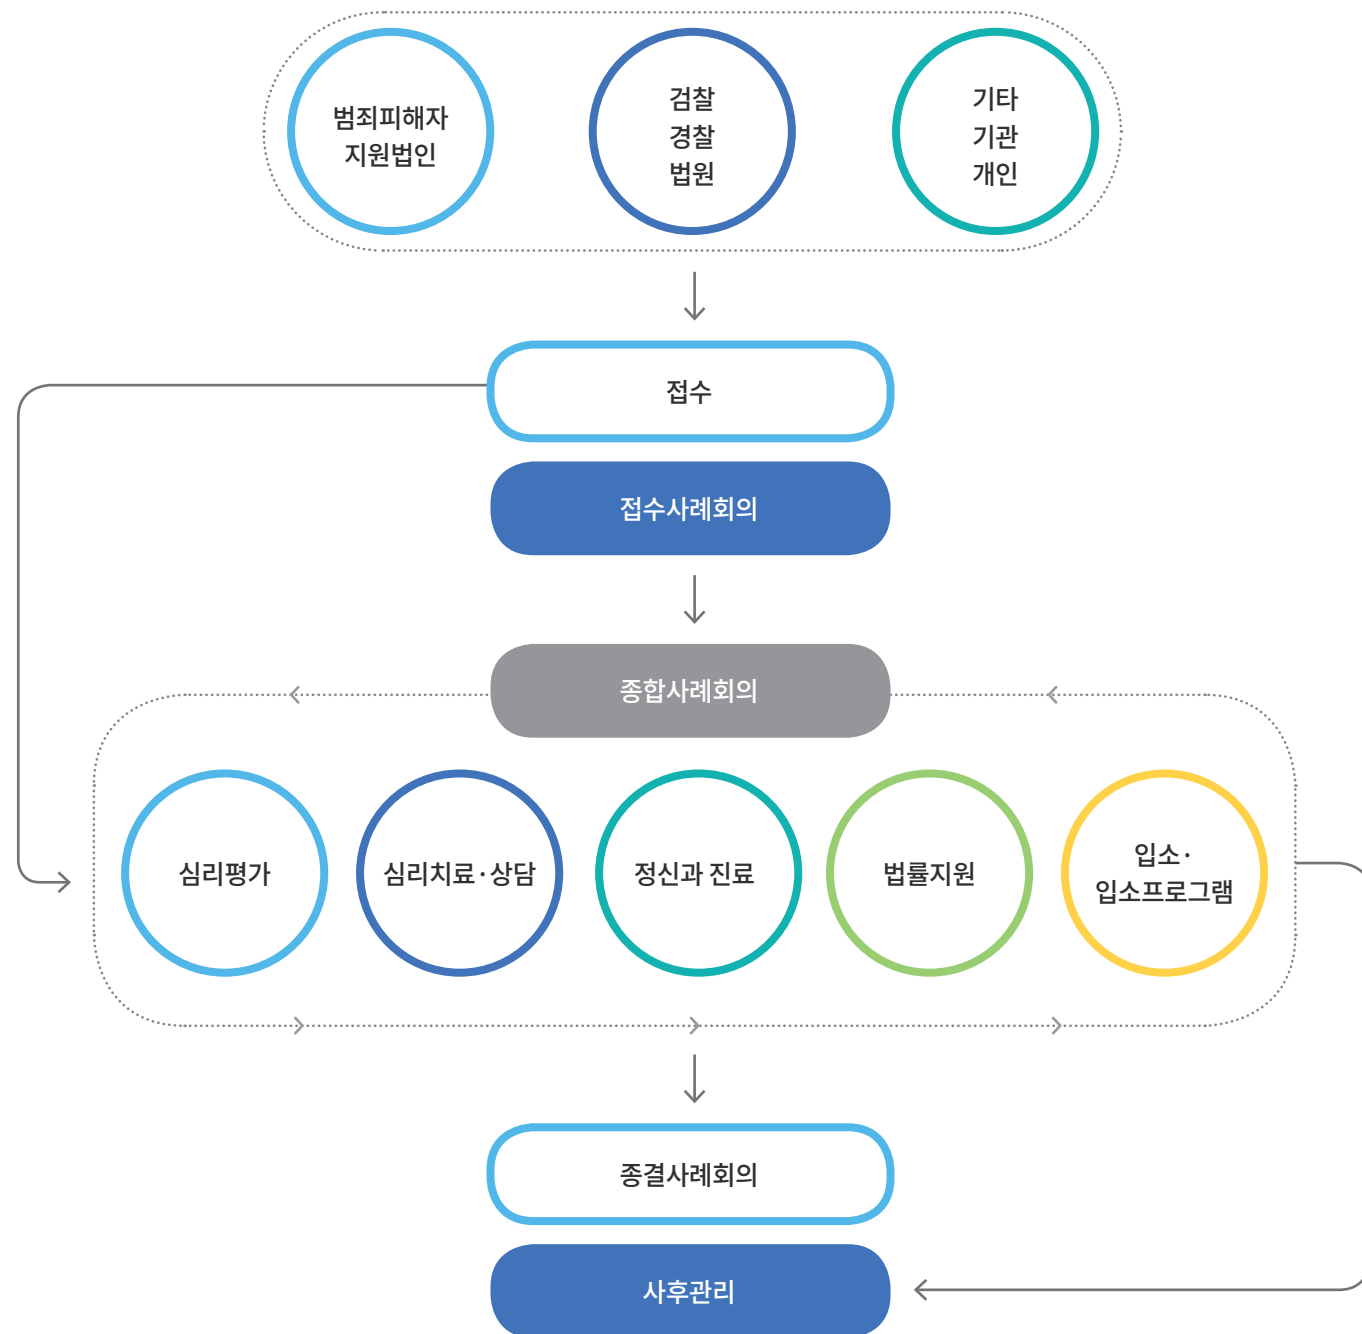 범죄피해자
지원법인
검찰
경찰
법원
기타
기관
개인
접수
접수사례회의
종합사례회의
심리평가
심리치료·상담
정신과 진료
법률지원
입소·
입소프로그램
종결사례회의
사후관리